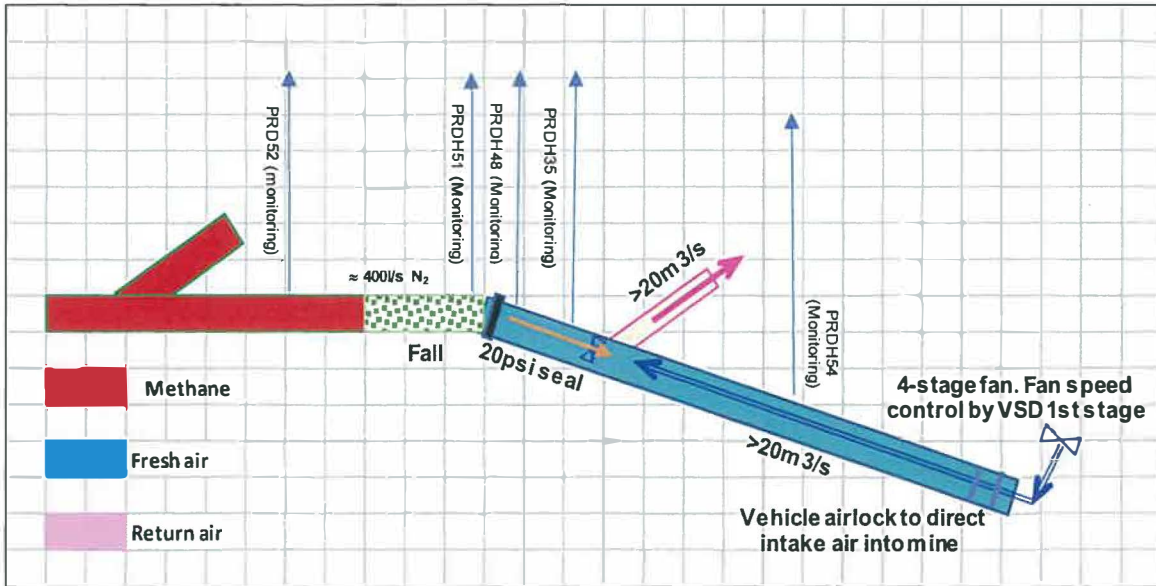 PRD52 (monitoring)
PRDH51 (Monitoring)
PRDH48 (Monitoring)
PRDH35 (Monitoring)
PRDH54
(Monitoring)
≈ 400l/s N₂
>20m3/s
Fall
20psi seal
>20m3/s
4-stage fan. Fan speed
control by VSD 1st stage
Vehicle airlock to direct
intake air into mine
Methane
Fresh air
Return air